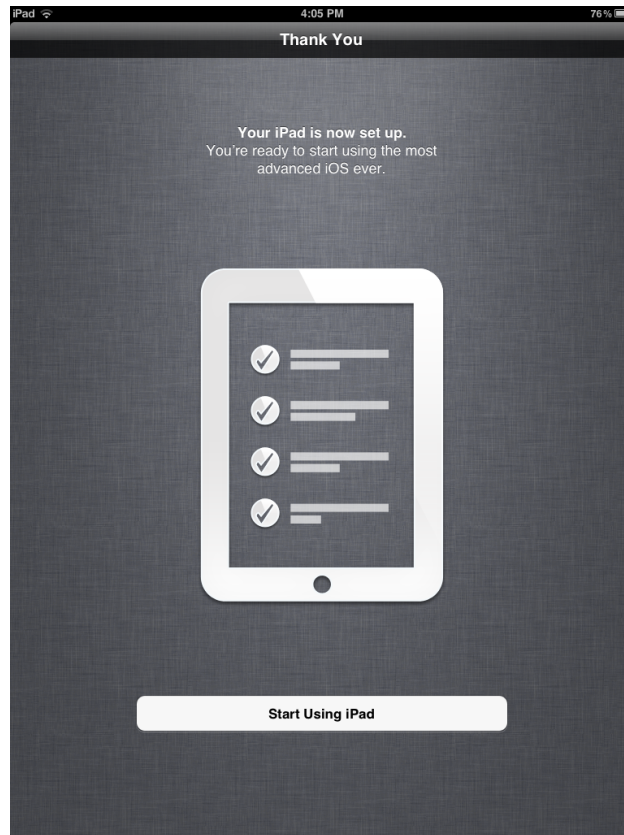 iPad 4:05 PM 76%
Thank You
Your iPad is now set up.
You're ready to start using the most
advanced iOS ever.
Start Using iPad